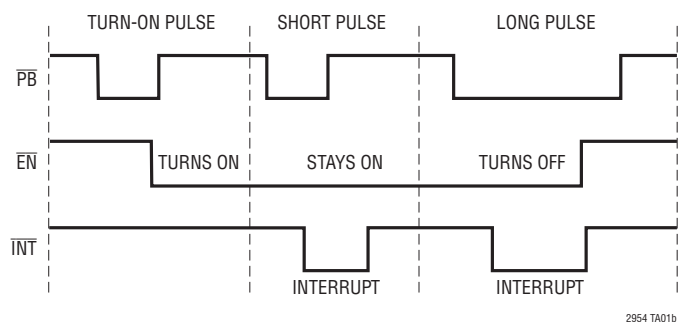 TURN-ON PULSE SHORT PULSE LONG PULSE
PB
EN TURNS ON STAYS ON TURNS OFF
INT
INTERRUPT INTERRUPT
2954 TA01b